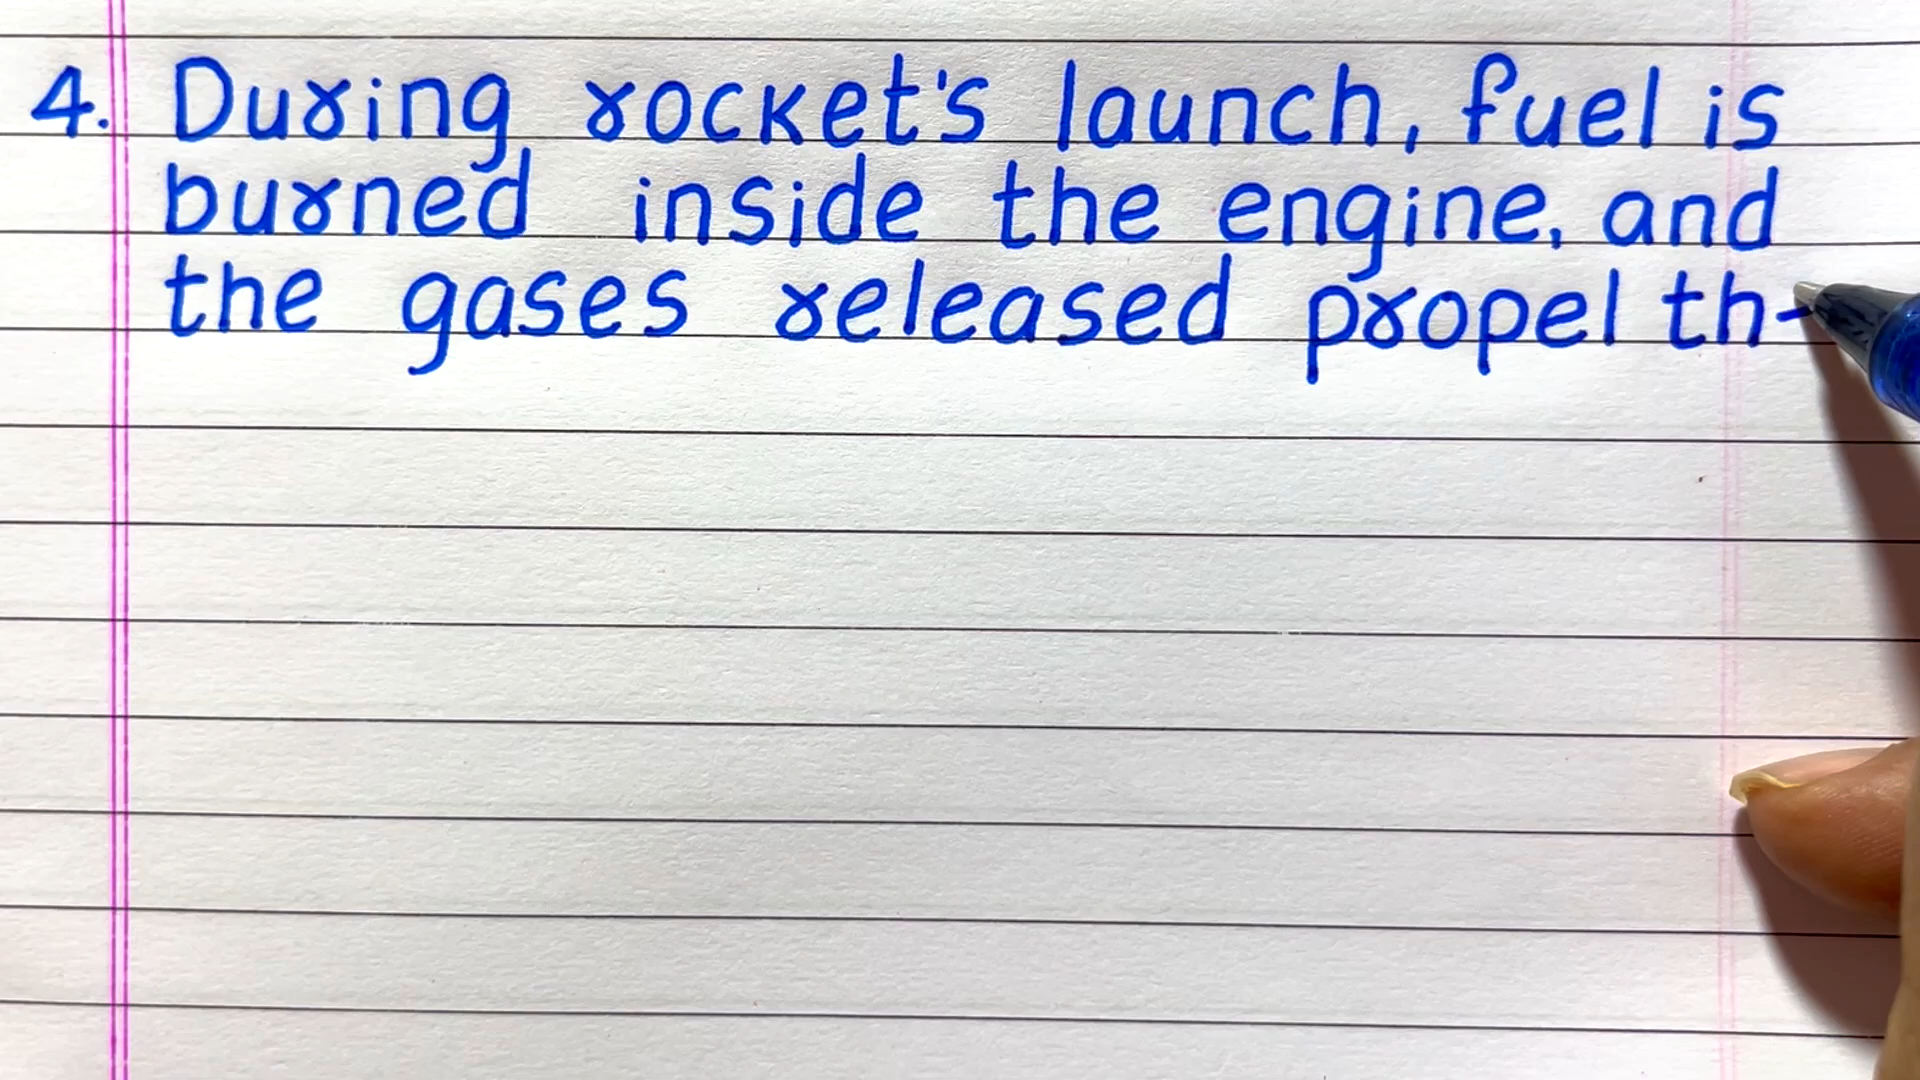 4. During rocket's launch, fuel is
burned inside the engine, and
the gases released propel th-